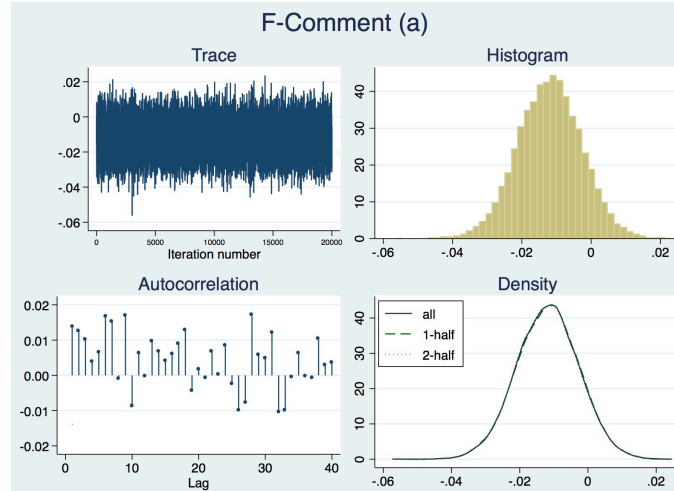 F-Comment (a)
Trace
.02
0
-.02
-.04
-.06
0 5000 10000 15000 20000
Iteration number
Histogram
40
30
20
10
0
-.06 -.04 -.02 0 .02
Autocorrelation
0.02
0.01
0.00
-0.01
-0.02
0 10 20 30 40
Lag
Density
all
1-half
2-half
40
30
20
10
0
-.06 -.04 -.02 0 .02